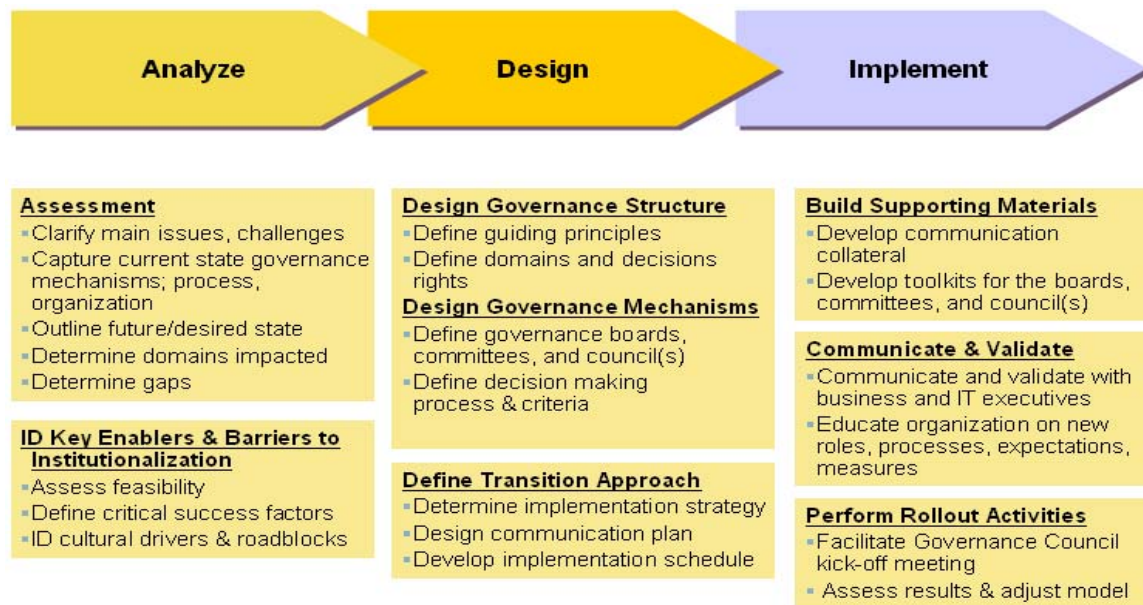 Analyze
Design
Implement
Assessment
▪Clarify main issues, challenges
▪Capture current state governance
mechanisms; process,
organization
▪Outline future/desired state
▪Determine domains impacted
▪Determine gaps
ID Key Enablers & Barriers to
Institutionalization
▪Assess feasibility
▪Define critical success factors
▪ID cultural drivers & roadblocks
Design Governance Structure
▪Define guiding principles
▪Define domains and decisions
rights
Design Governance Mechanisms
▪Define governance boards,
committees, and council(s)
▪Define decision making
process & criteria
Define Transition Approach
▪Determine implementation strategy
▪Design communication plan
▪Develop implementation schedule
Build Supporting Materials
▪Develop communication
collateral
▪Develop toolkits for the boards,
committees, and council(s)
Communicate & Validate
▪Communicate and validate with
business and IT executives
▪Educate organization on new
roles, processes, expectations,
measures
Perform Rollout Activities
▪Facilitate Governance Council
kick-off meeting
▪ Assess results & adjust model